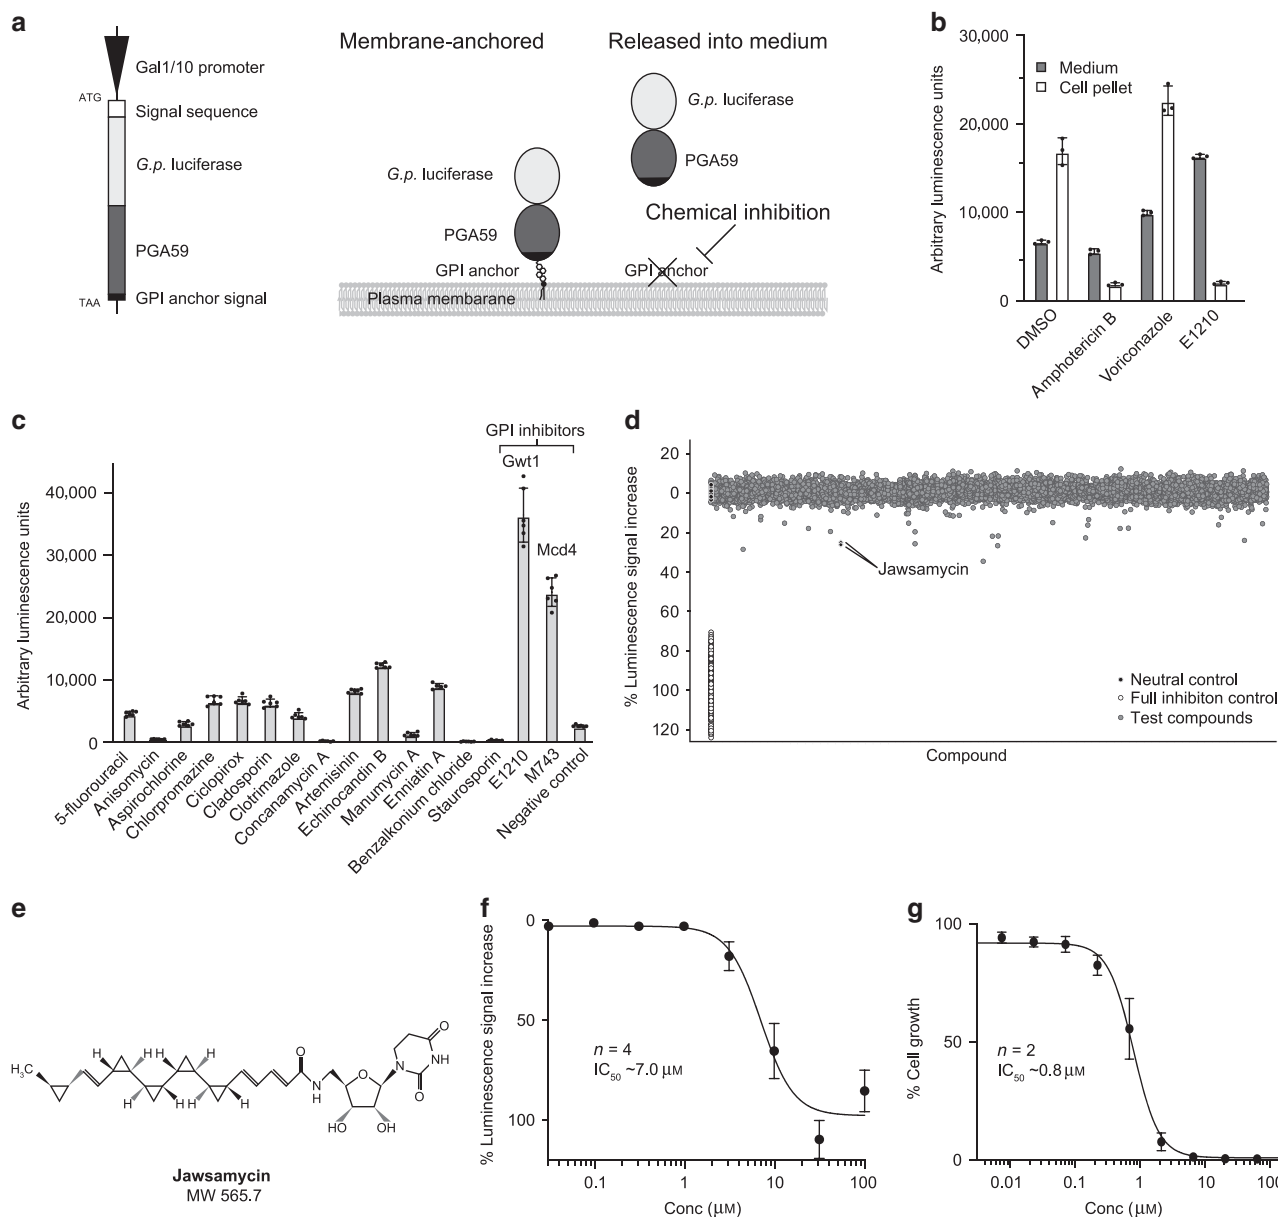 a
Gal1/10 promoter
ATG
Signal sequence
G.p. luciferase
PGA59
TAA
GPI anchor signal
Membrane-anchored
Released into medium
G.p. luciferase
PGA59
G.p. luciferase
PGA59
Chemical inhibition
GPI anchor
GPI anchor
Plasma membarane
b
30,000
20,000
10,000
0
Arbitrary luminescence units
Medium
Cell pellet
DMSO
Amphotericin B
Voriconazole
E1210
c
GPI inhibitors
Gwt1
Mcd4
40,000
30,000
20,000
10,000
0
Arbitrary luminescence units
5-fluorouracil
Anisomycin
Aspirochlorine
Chlorpromazine
Ciclopirox
Cladosporin
Clotrimazole
Concanamycin A
Artemisinin
Echinocandin B
Manumycin A
Enniatin A
Benzalkonium chloride
Staurosporin
E1210
M743
Negative control
d
20
0
20
40
60
80
100
120
% Luminescence signal increase
Jawsamycin
Neutral control
Full inhibiton control
Test compounds
Compound
e
H3C
H H H H
H H H H
O
N
H
O
N
O
NH
O
HO OH
Jawsamycin
MW 565.7
f
0
50
100
% Luminescence signal increase
n = 4
IC50 ~7.0 µM
0.1 1 10 100
Conc (µM)
g
100
50
0
% Cell growth
n = 2
IC50 ~0.8 µM
0.01 0.1 1 10 100
Conc (µM)